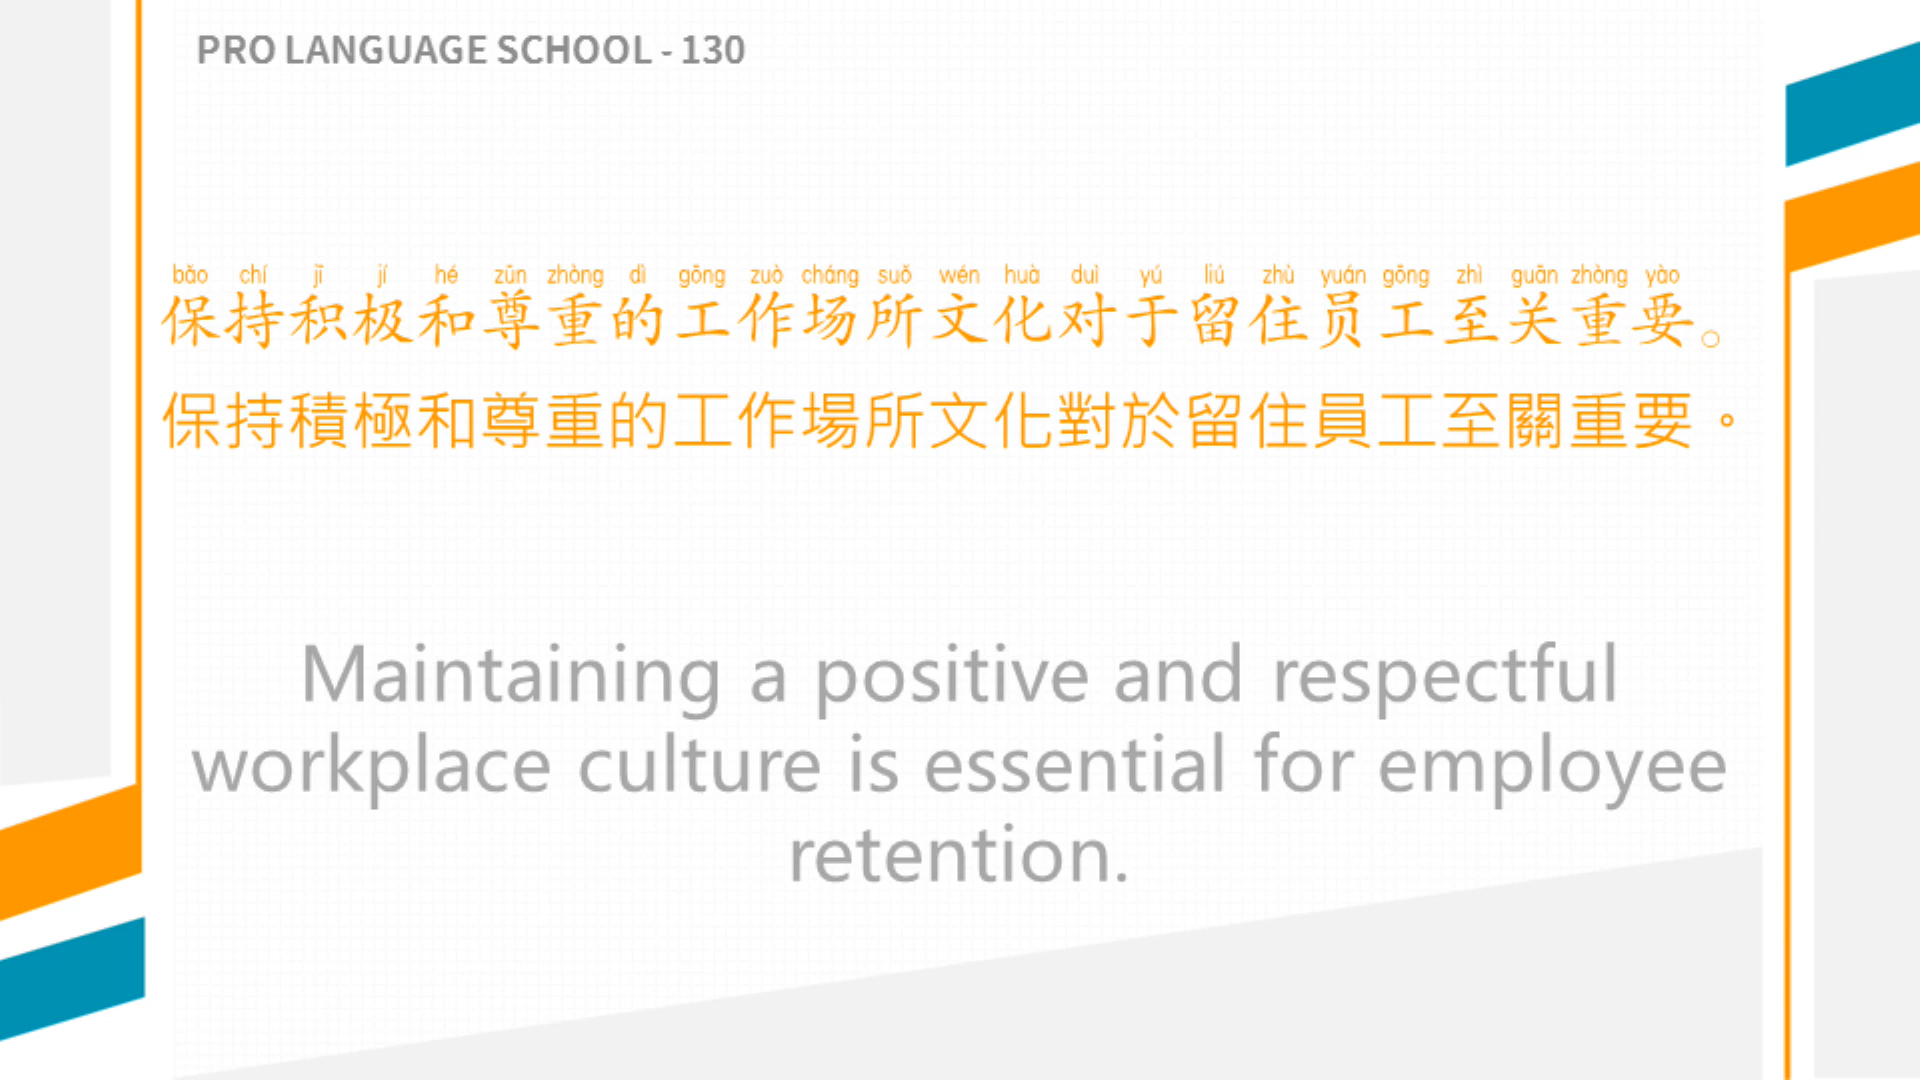 PRO LANGUAGE SCHOOL - 130
bǎo chí jī jí hé zūn zhòng dì gōng zuò cháng suǒ wén huà duì yú liú zhù yuán gōng zhì guān zhòng yào
保持积极和尊重的工作场所文化对于留住员工至关重要。
保持積極和尊重的工作場所文化對於留住員工至關重要。
Maintaining a positive and respectful
workplace culture is essential for employee
retention.